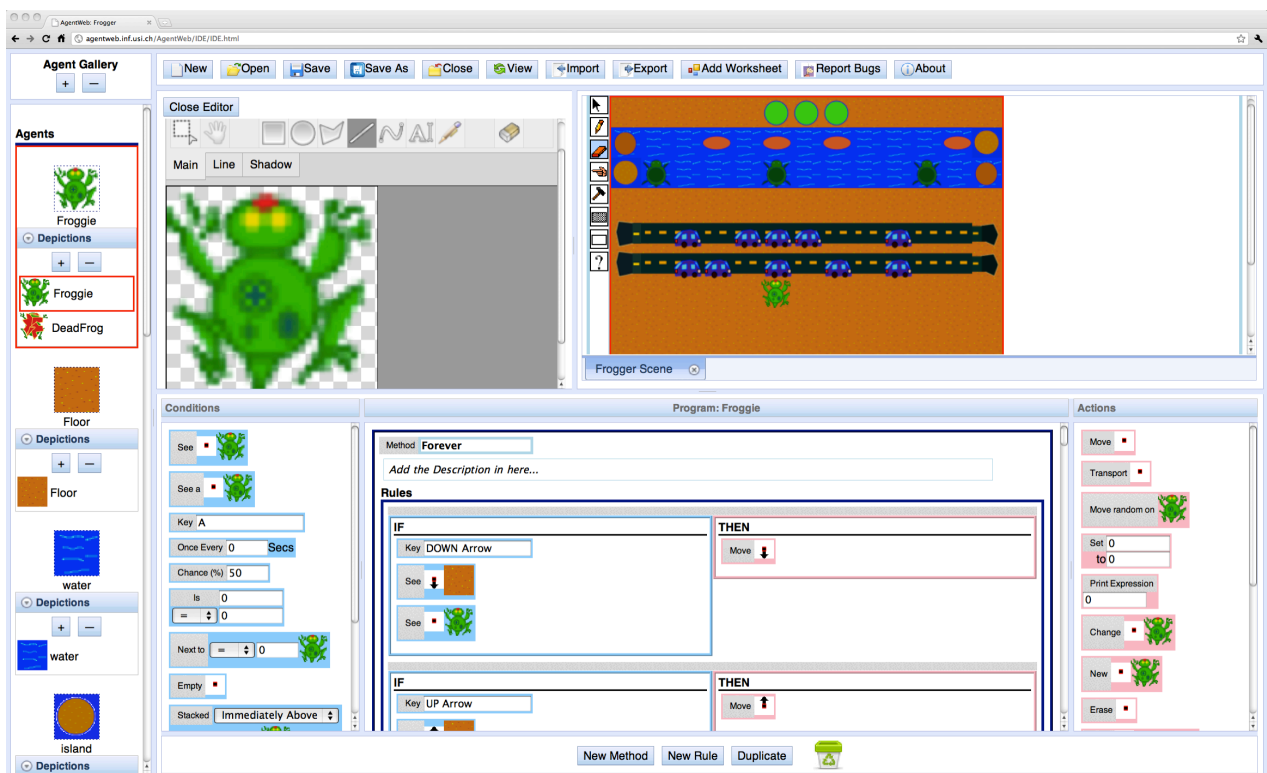 AgentWeb: Frogger
agentweb.inf.usi.ch/AgentWeb/IDE/IDE.html
Agent Gallery
+ −
New Open Save Save As Close View Import Export Add Worksheet Report Bugs About
Agents
Froggie
Depictions
+ −
Froggie
DeadFrog
Floor
Depictions
+ −
Floor
water
Depictions
+ −
water
island
Depictions
Close Editor
AI
Main Line Shadow
?
Frogger Scene
Conditions
See
See a
Key A
Once Every 0 Secs
Chance (%) 50
Is 0
= 0
Next to = 0
Empty
Stacked Immediately Above
Program: Froggie
Method Forever
Add the Description in here...
Rules
IF THEN
Key DOWN Arrow Move
See
See
IF THEN
Key UP Arrow Move
Actions
Move
Transport
Move random on
Set 0
to 0
Print Expression
0
Change
New
Erase
New Method New Rule Duplicate